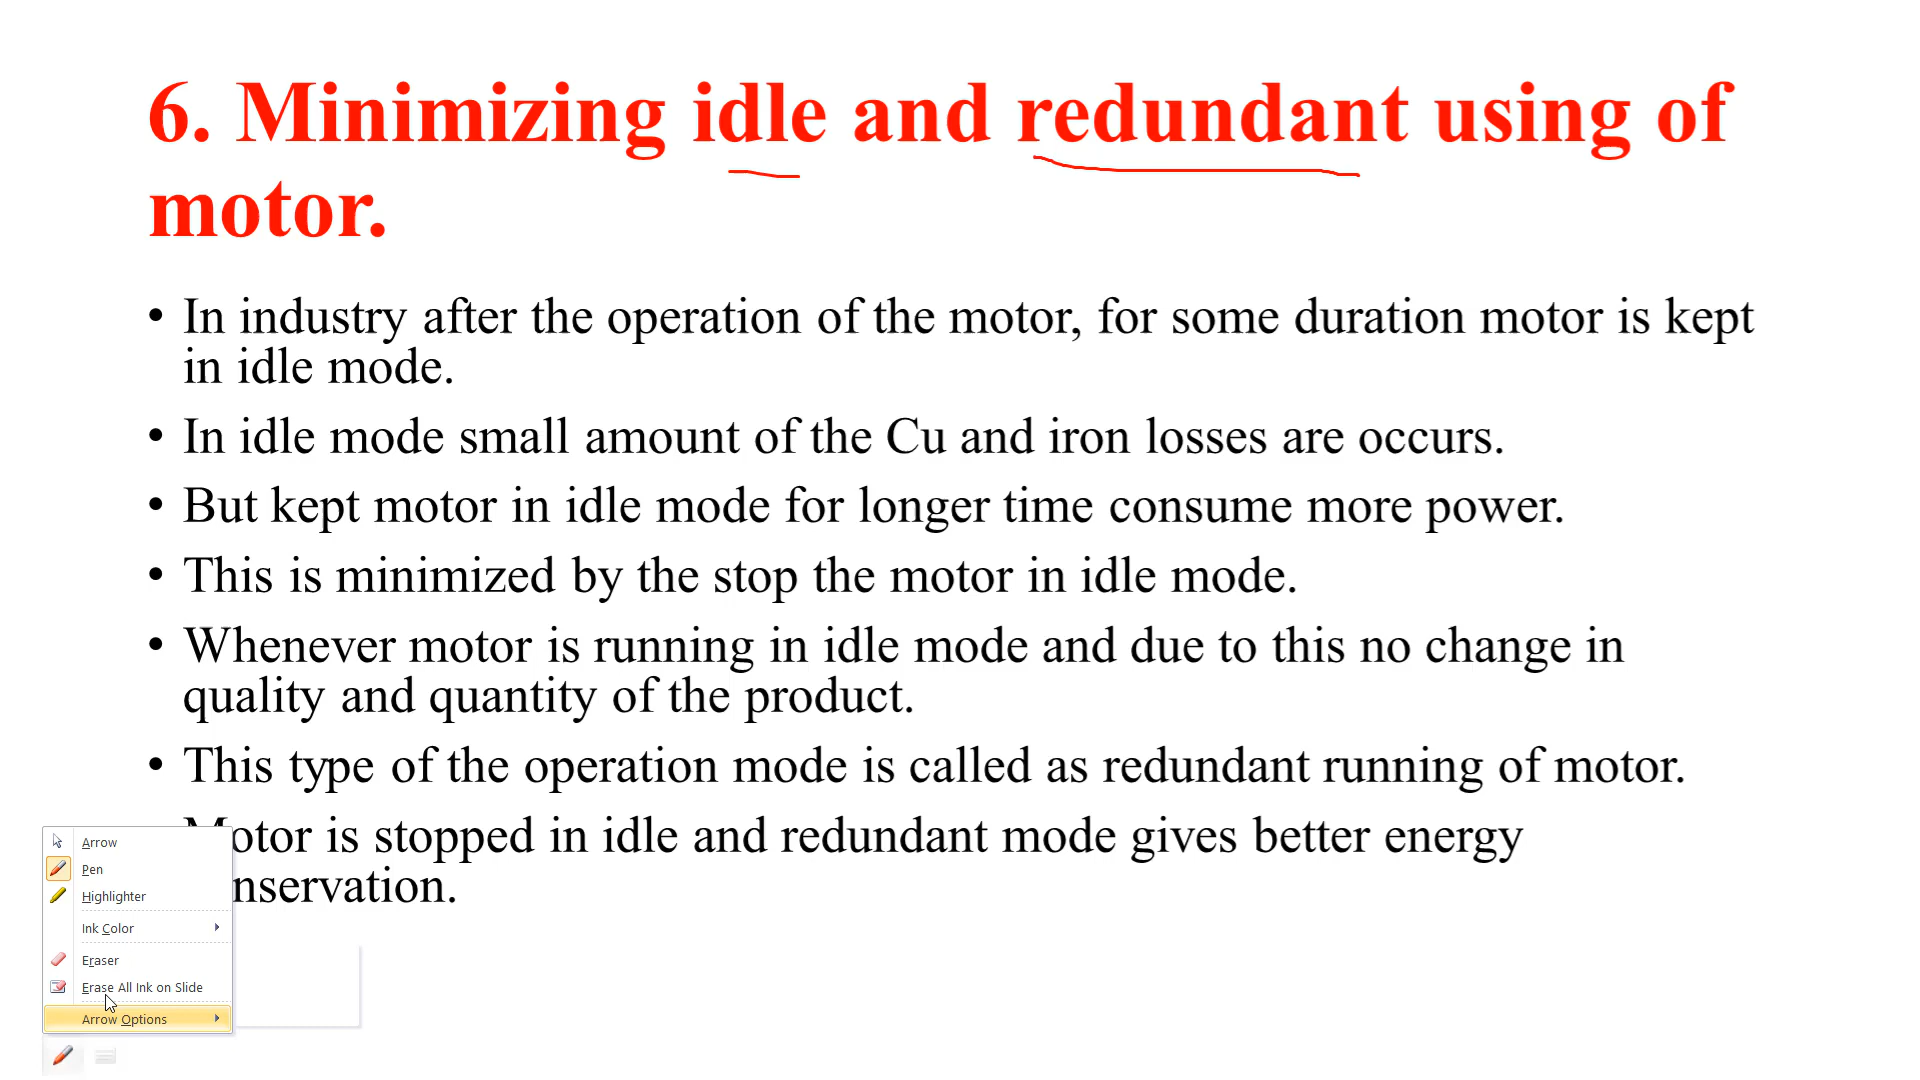 6. Minimizing idle and redundant using of
motor.
• In industry after the operation of the motor, for some duration motor is kept
in idle mode.
• In idle mode small amount of the Cu and iron losses are occurs.
• But kept motor in idle mode for longer time consume more power.
• This is minimized by the stop the motor in idle mode.
• Whenever motor is running in idle mode and due to this no change in
quality and quantity of the product.
• This type of the operation mode is called as redundant running of motor.
Motor is stopped in idle and redundant mode gives better energy
nservation.
Arrow
Pen
Highlighter
Ink Color
Eraser
Erase All Ink on Slide
Arrow Options